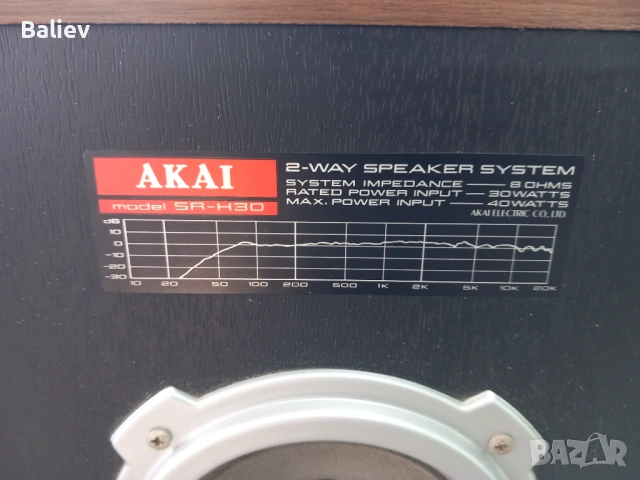 Baliev
AKAI
model SR-H30
2-WAY SPEAKER SYSTEM
SYSTEM IMPEDANCE — 8 OHMS
RATED POWER INPUT — 30 WATTS
MAX. POWER INPUT — 40 WATTS
AKAI ELECTRIC CO., LTD.
dB
10
0
-10
-20
-30
10 20 50 100 200 500 1K 2K 5K 10K 20K
BAZAR